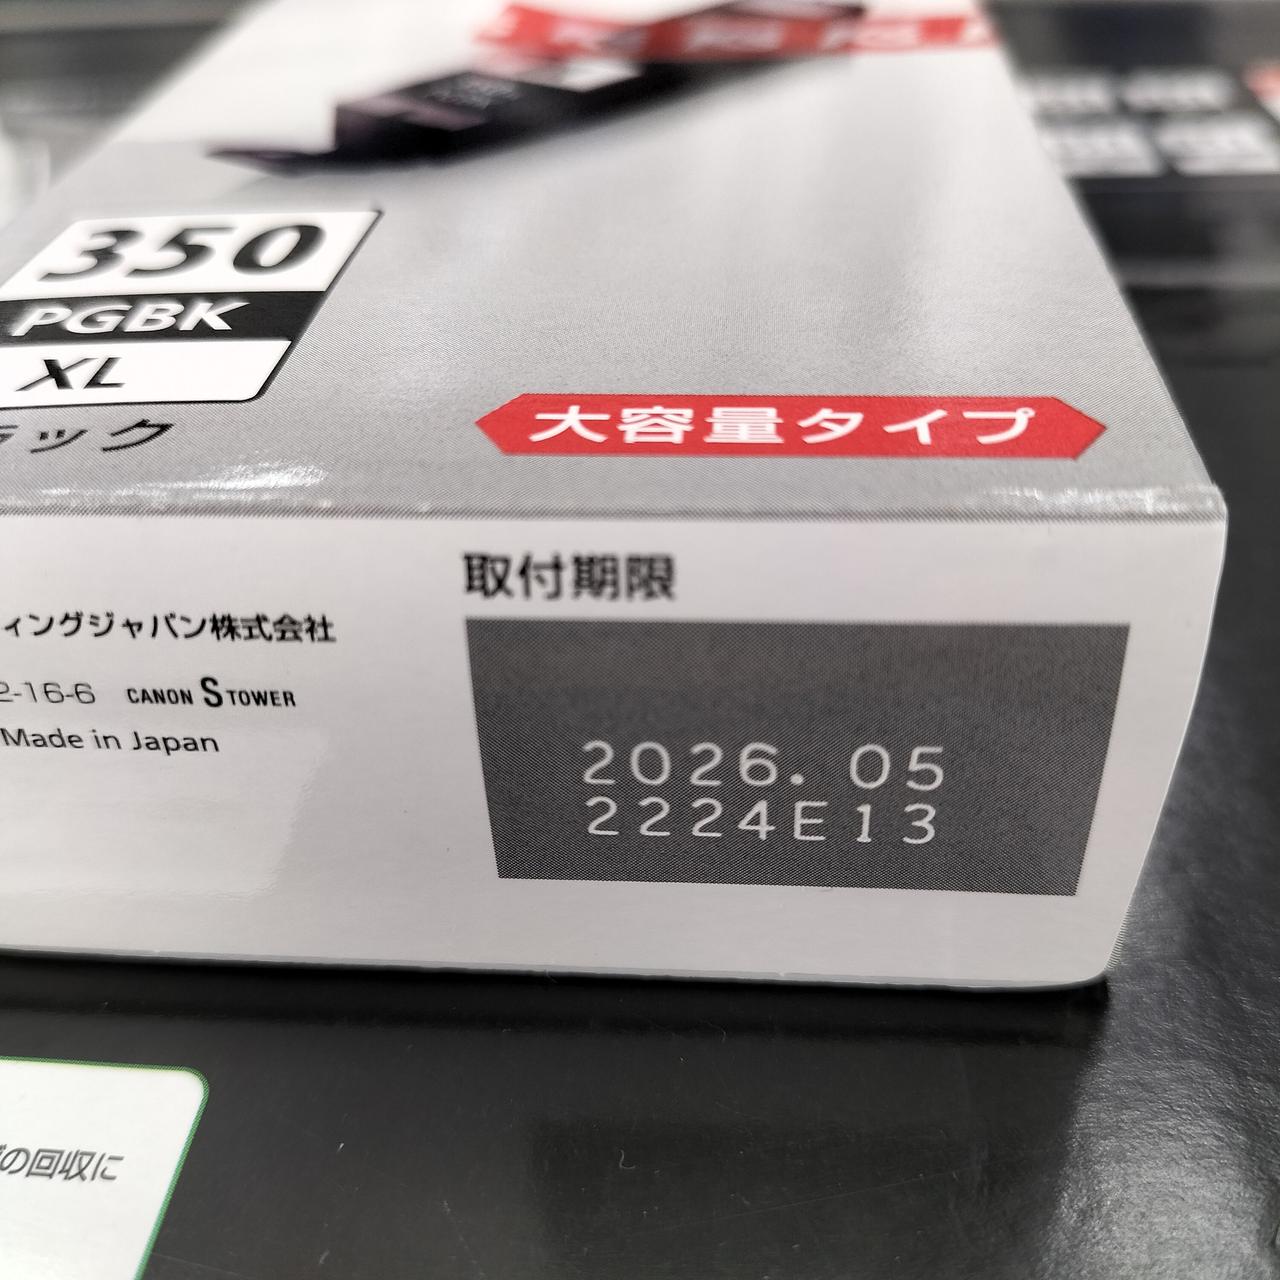 350
PGBK
XL
ラック
大容量タイプ
取付期限
ィングジャパン株式会社
2-16-6 CANON S TOWER
Made in Japan
2026. 05
2224E13
の回収に